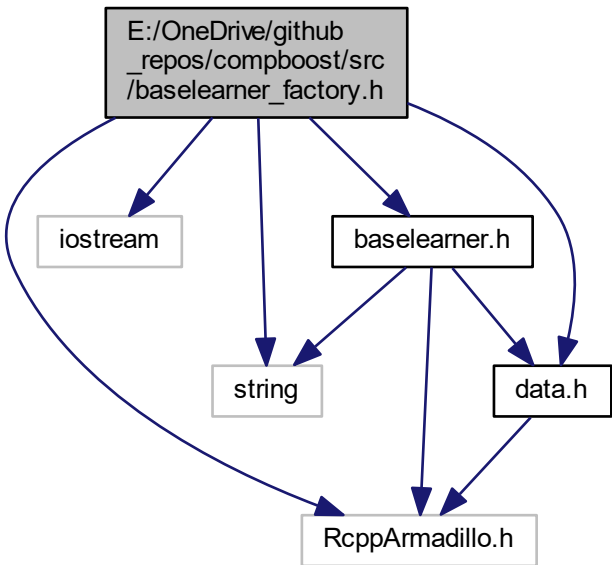 E:/OneDrive/github
_repos/compboost/src
/baselearner_factory.h
iostream
baselearner.h
string
data.h
RcppArmadillo.h